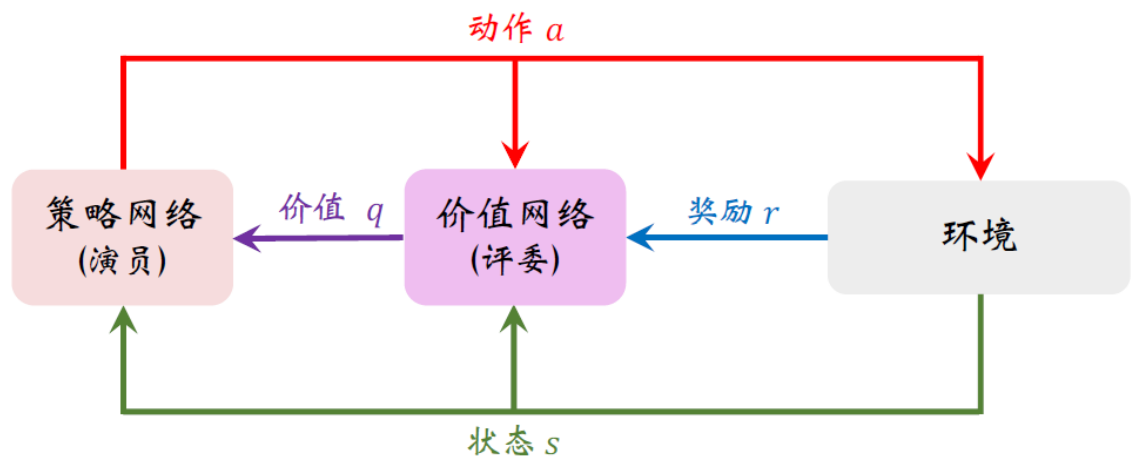 动作 a
策略网络
(演员)
价值 q
价值网络
(评委)
奖励 r
环境
状态 s